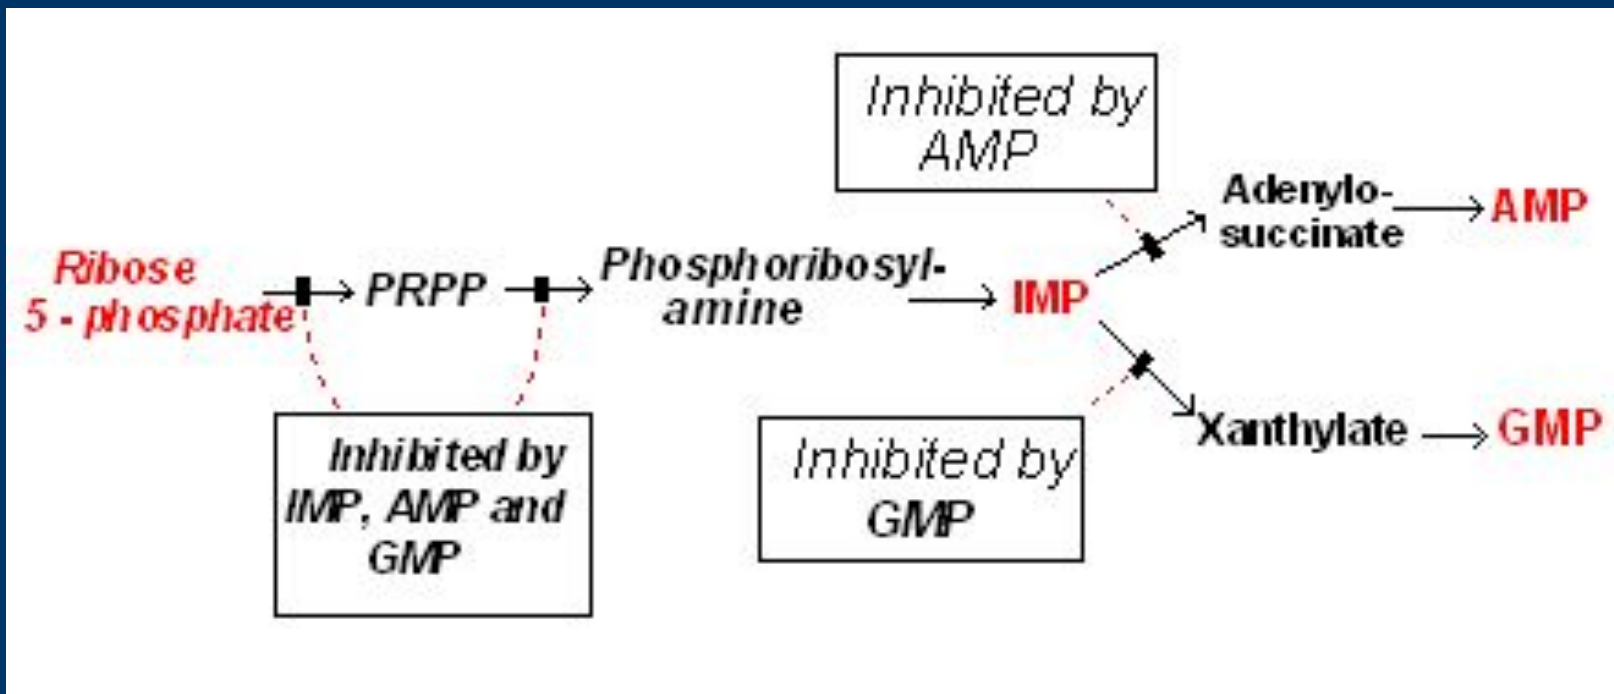 Inhibited by
AMP
Adenylo-
succinate
AMP
Ribose
5 - phosphate
PRPP
Phosphoribosyl-
amine
IMP
Inhibited by
IMP, AMP and
GMP
Inhibited by
GMP
Xanthylate
GMP